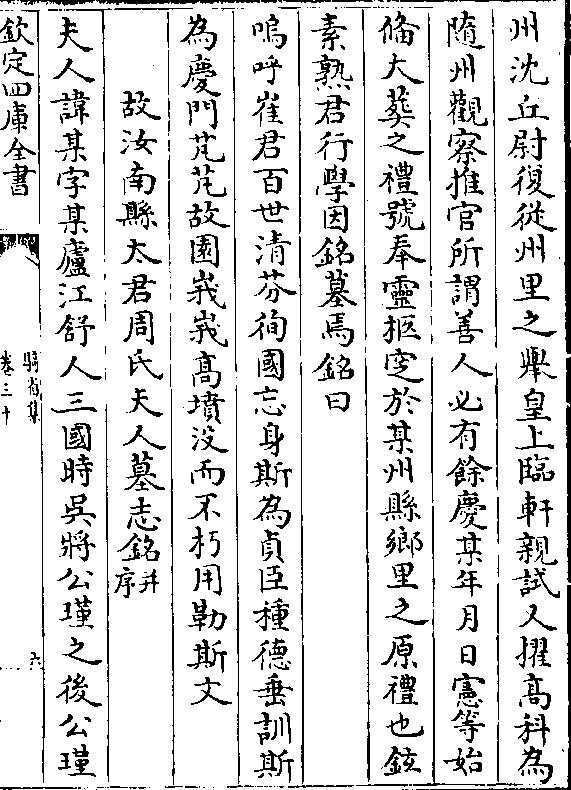 州沈丘尉復從州里之舉皇上臨軒親試又擢高科為
隨州觀察推官所謂善人必有餘慶某年月日憲等始
俻大葬之禮號奉靈柩窆於某州縣鄉里之原禮也鉉
素熟君行學因銘墓焉銘曰
嗚呼崔君百世清芬徇國忘身斯為貞臣種德垂訓斯
為慶門芃芃故園峩峩高墳没而不朽用勒斯文
故汝南縣太君周氏夫人墓志銘并序
夫人諱某字某廬江舒人三國時吳將公瑾之後公瑾
欽定四庫全書
騎省集
卷三十
六